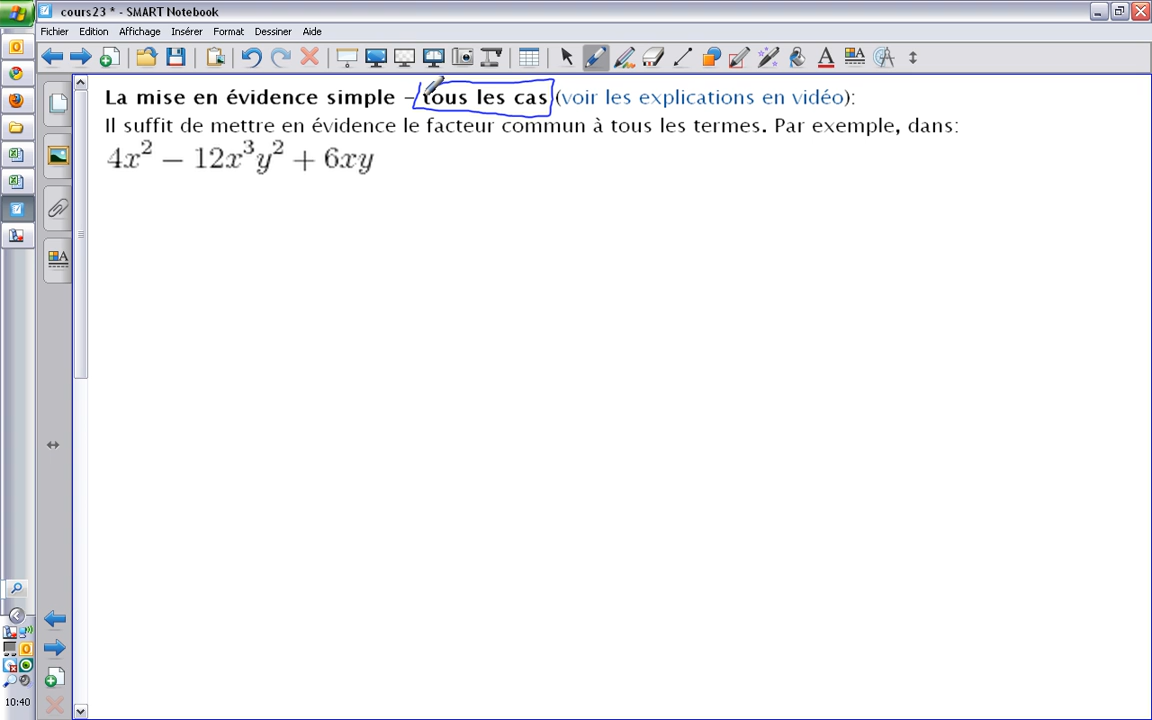 cours23 * - SMART Notebook
Fichier Edition Affichage Insérer Format Dessiner Aide
La mise en évidence simple – tous les cas (voir les explications en vidéo):
Il suffit de mettre en évidence le facteur commun à tous les termes. Par exemple, dans:
4x² − 12x³y² + 6xy
10:40